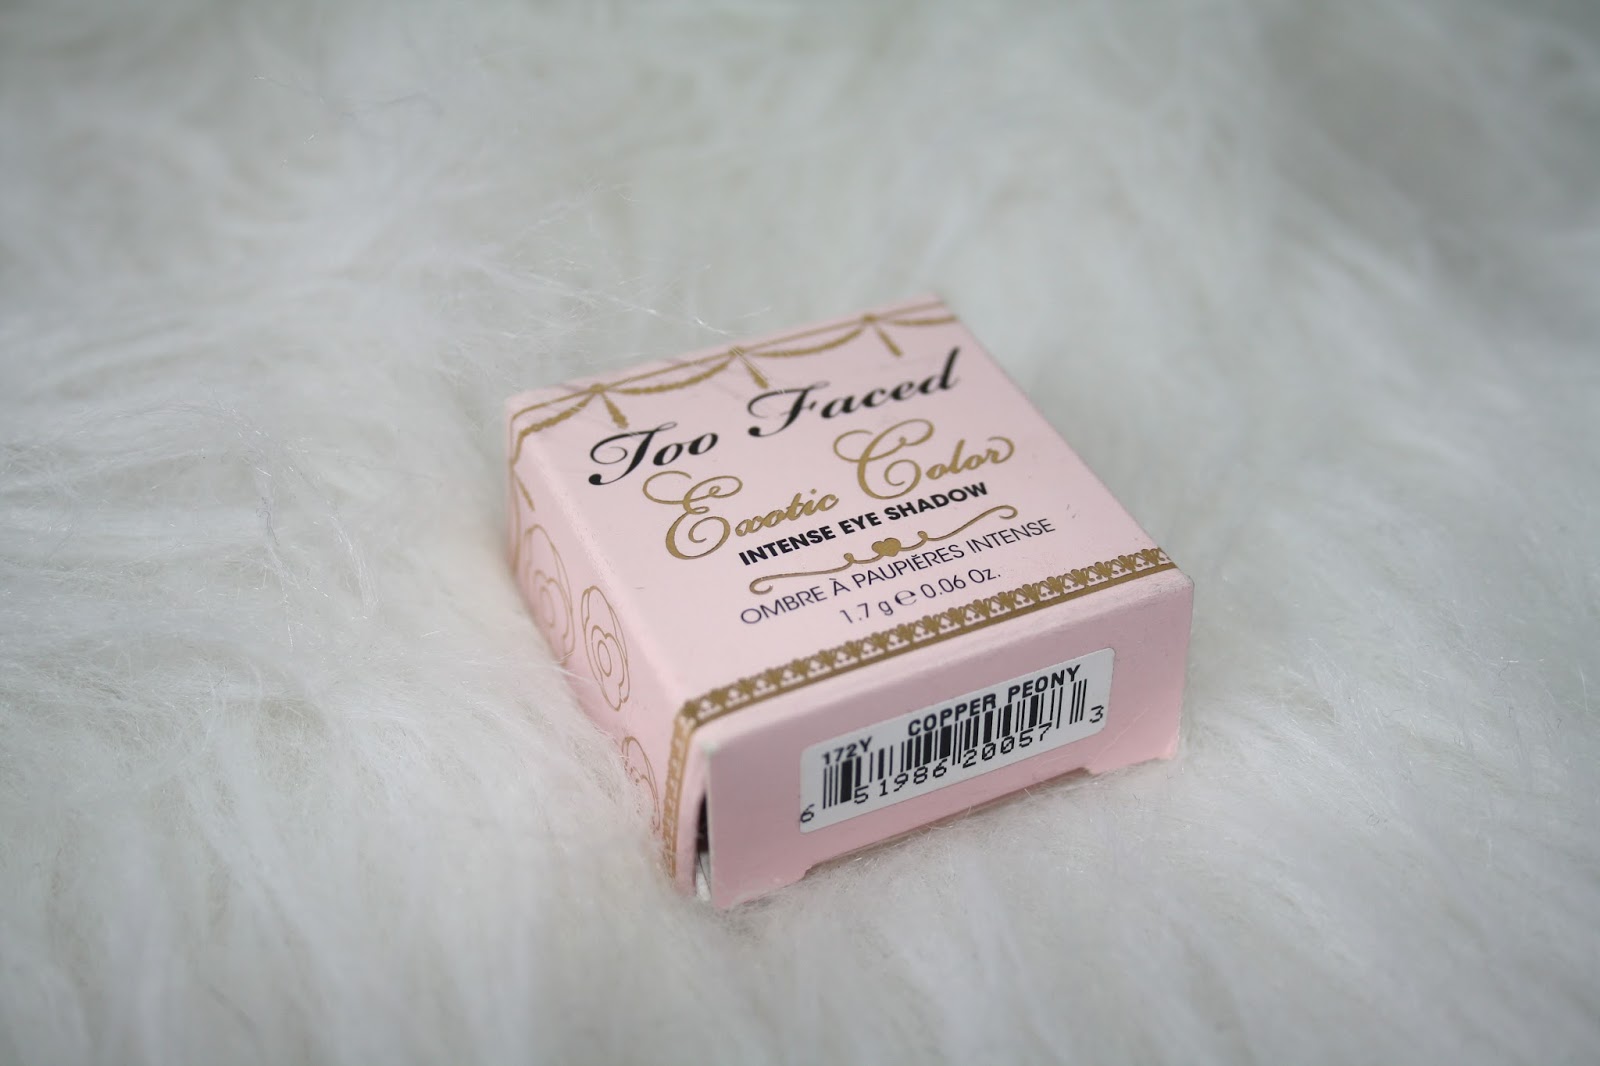 Too Faced
Exotic Color
INTENSE EYE SHADOW
OMBRE À PAUPIĔRES INTENSE
1.7 g ℮ 0.06 Oz.
172Y COPPER PEONY
6 51986 20057 3